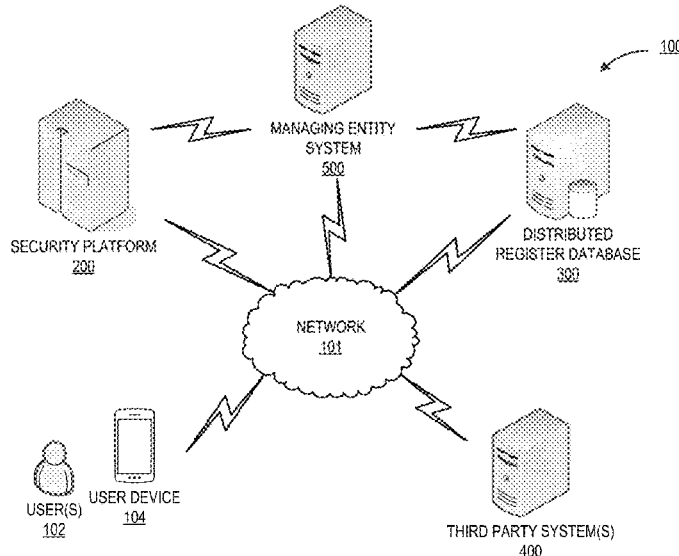 100
MANAGING ENTITY
SYSTEM
500
SECURITY PLATFORM
200
DISTRIBUTED
REGISTER DATABASE
300
NETWORK
101
USER(S)
102
USER DEVICE
104
THIRD PARTY SYSTEM(S)
400